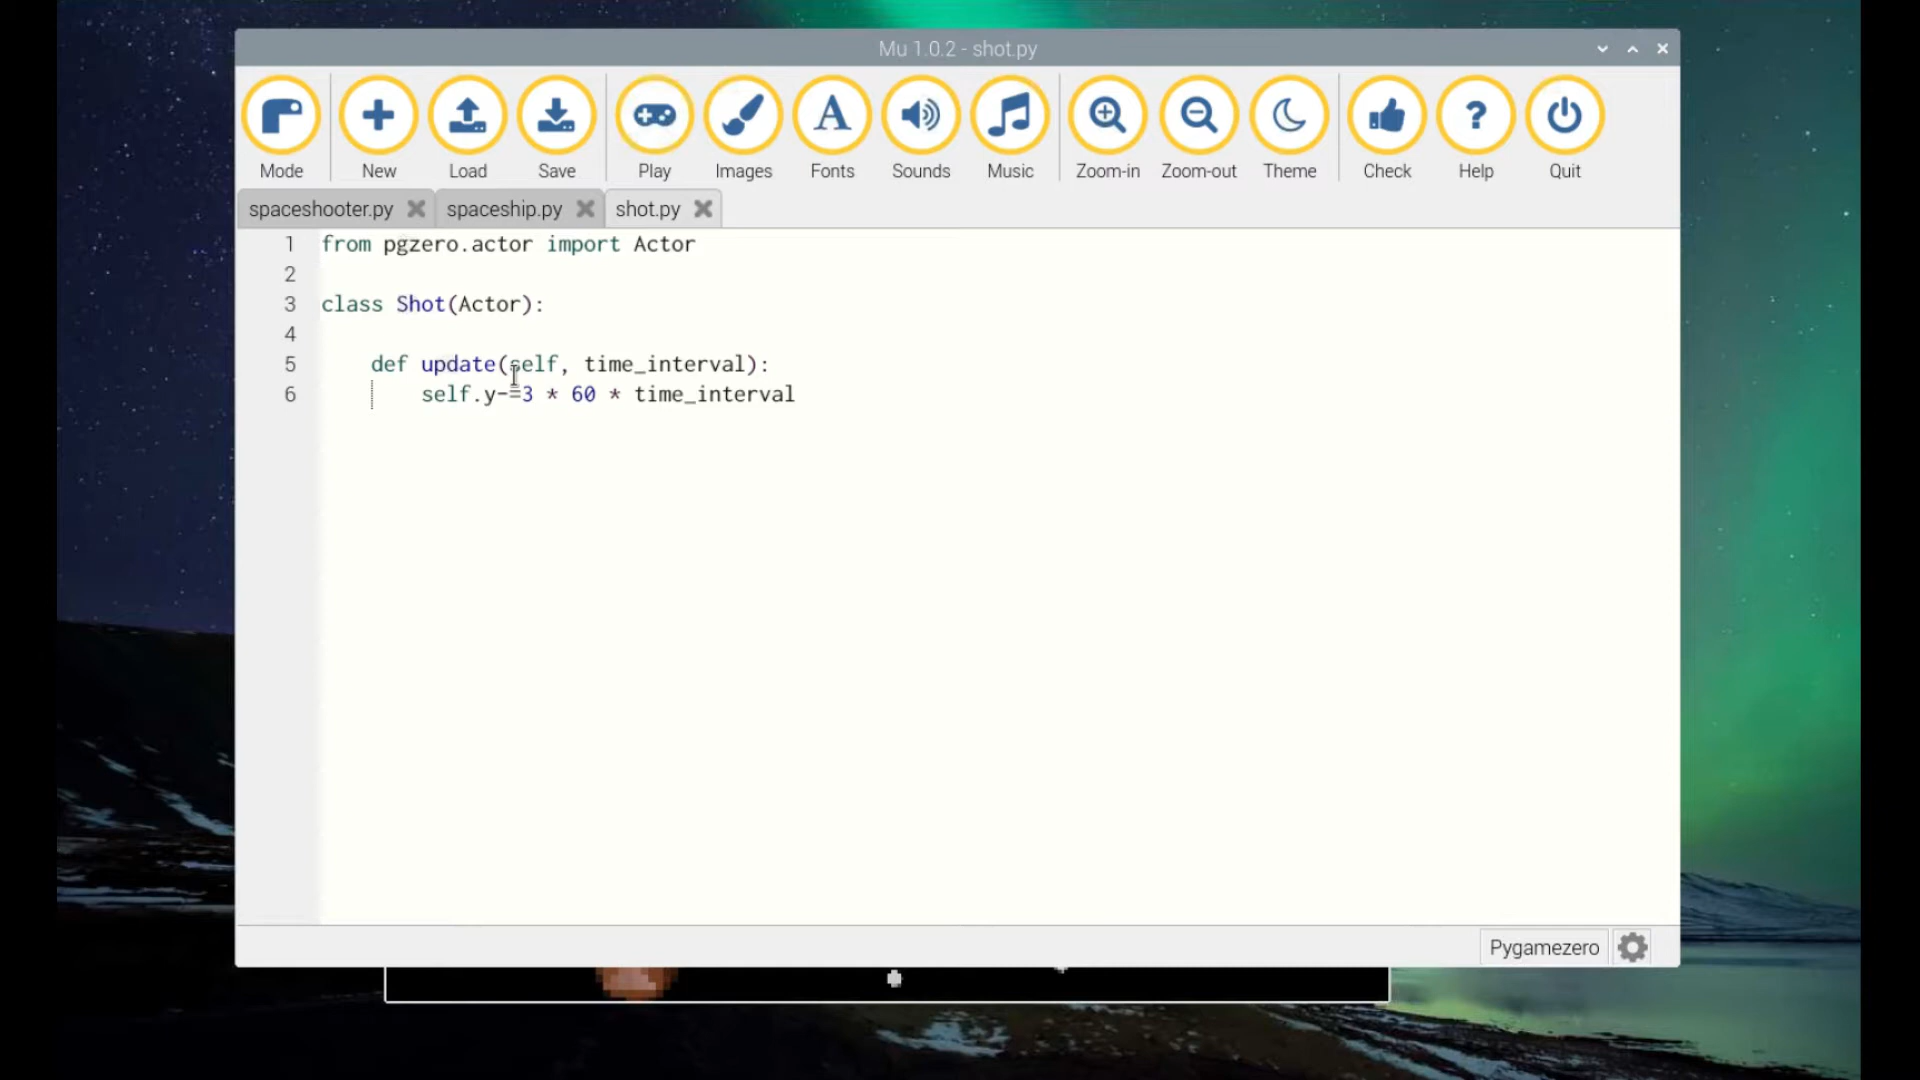 Mu 1.0.2 - shot.py
Mode New Load Save Play Images Fonts Sounds Music Zoom-in Zoom-out Theme Check Help Quit
spaceshooter.py spaceship.py shot.py
1 from pgzero.actor import Actor
2
3 class Shot(Actor):
4
5 def update(self, time_interval):
6 self.y-=3 * 60 * time_interval
Pygamezero